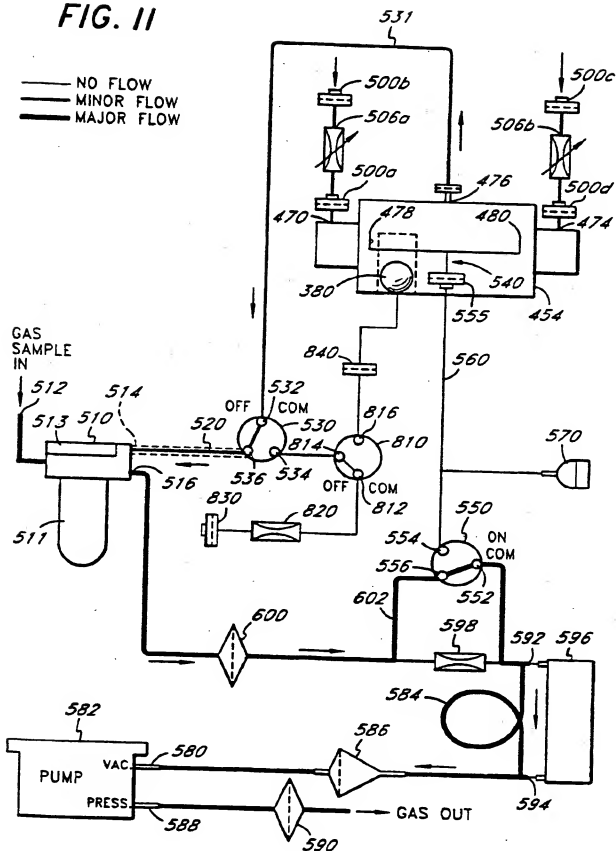 FIG. 11
NO FLOW
MINOR FLOW
MAJOR FLOW
531
500b
500c
506a
506b
500a
500d
470
476
474
478
480
380
540
555
454
840
560
GAS
SAMPLE
IN
512
514
513
510
520
532
OFF COM
530
816
810
814
536
534
516
OFF COM
812
830
820
511
570
550
554
ON
COM
556
552
602
600
598
592
596
584
582
580
586
PUMP
VAC.
PRESS.
588
590
594
GAS OUT